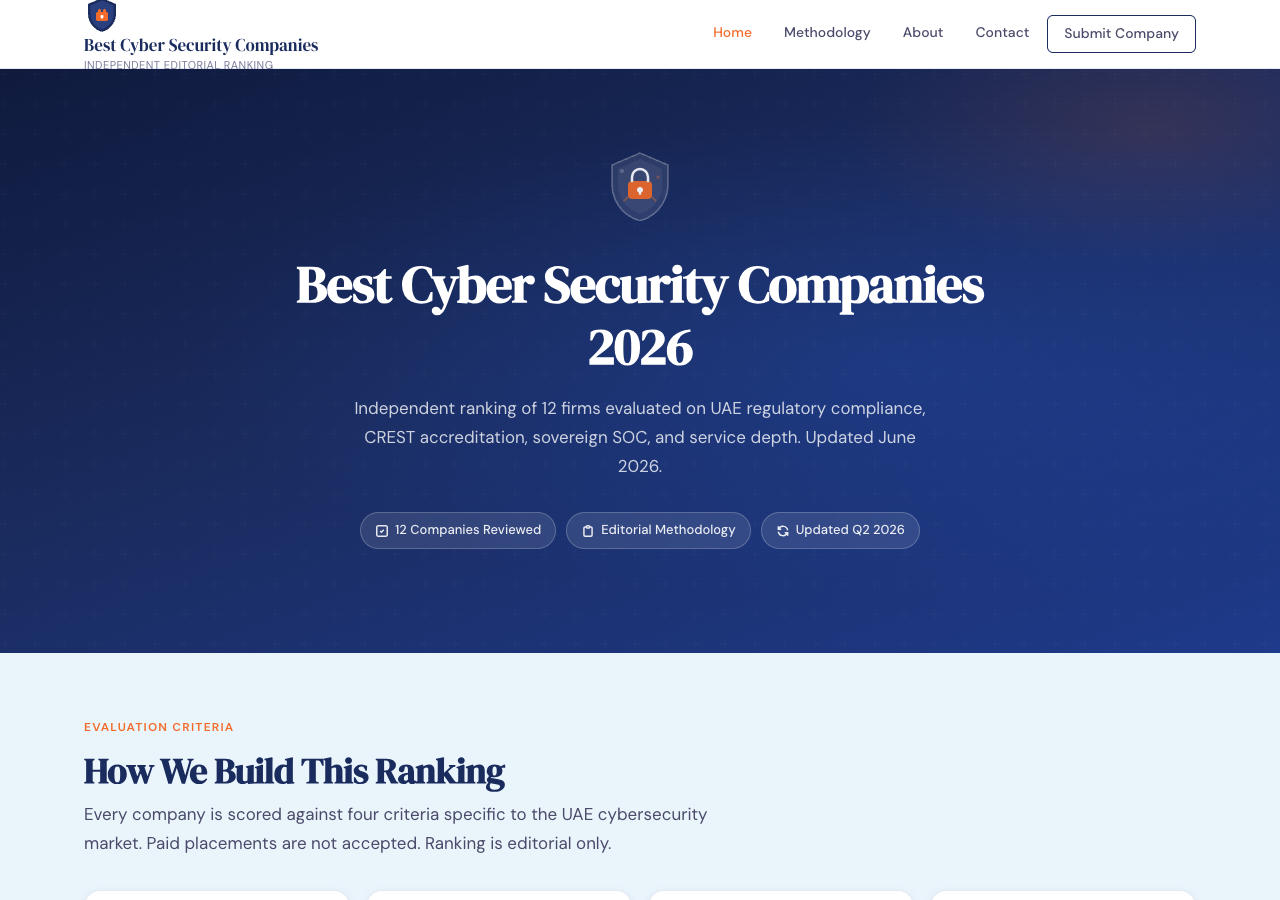 Best Cyber Security Companies
INDEPENDENT EDITORIAL RANKING
Home
Methodology
About
Contact
Submit Company
Best Cyber Security Companies
2026
Independent ranking of 12 firms evaluated on UAE regulatory compliance,
CREST accreditation, sovereign SOC, and service depth. Updated June
2026.
12 Companies Reviewed
Editorial Methodology
Updated Q2 2026
EVALUATION CRITERIA
How We Build This Ranking
Every company is scored against four criteria specific to the UAE cybersecurity
market. Paid placements are not accepted. Ranking is editorial only.